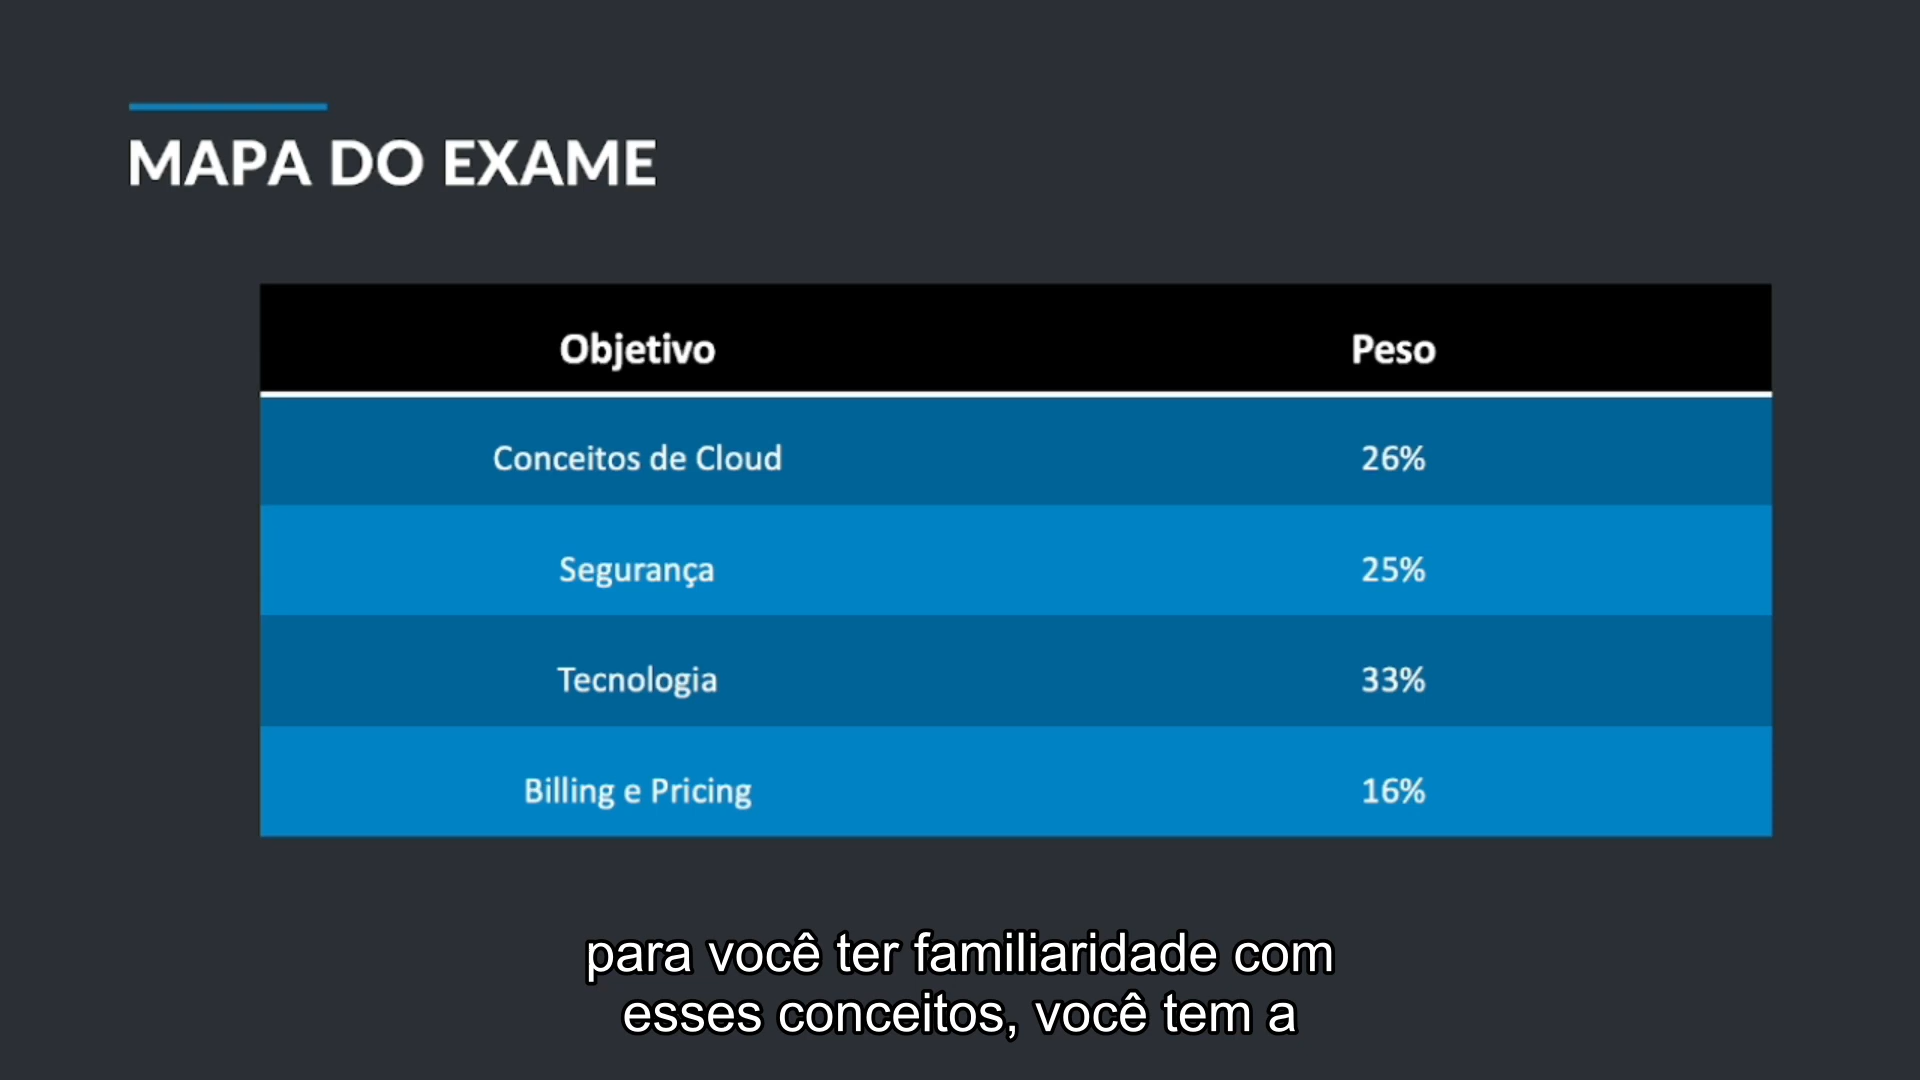 MAPA DO EXAME
Objetivo Peso
Conceitos de Cloud 26%
Segurança 25%
Tecnologia 33%
Billing e Pricing 16%
para você ter familiaridade com
esses conceitos, você tem a